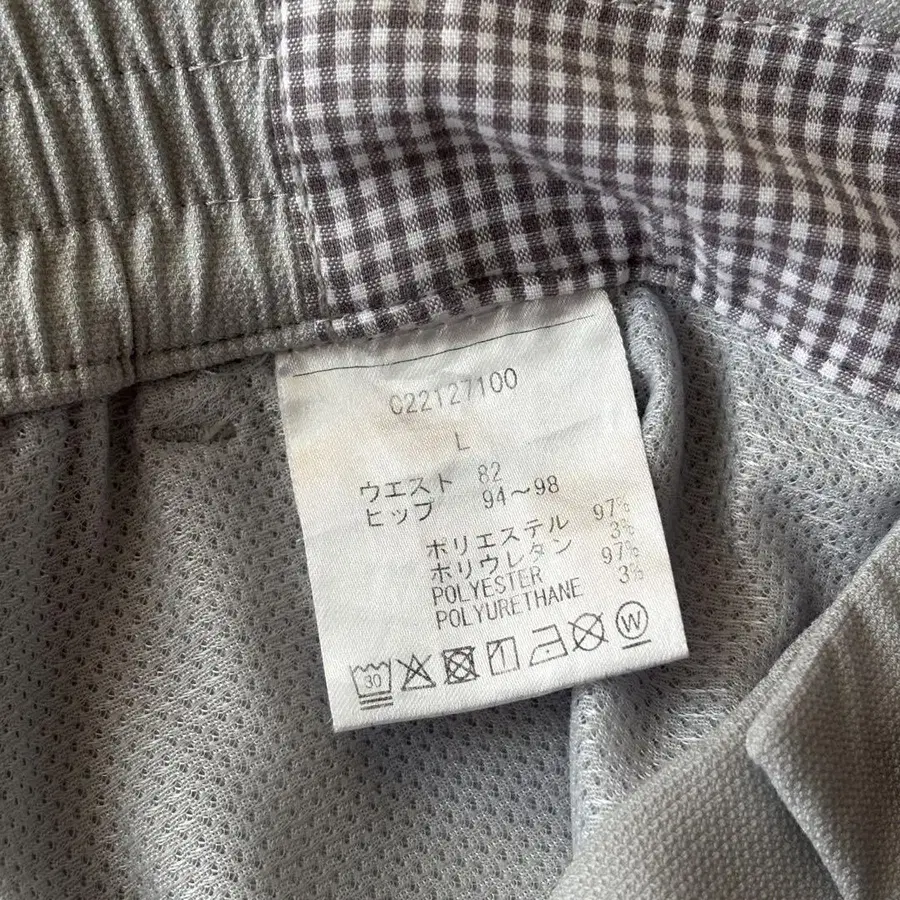 022127100
L
ウエスト 82
ヒップ 94～98
ポリエステル 97%
ポリウレタン 3%
POLYESTER 97%
POLYURETHANE 3%
30
W